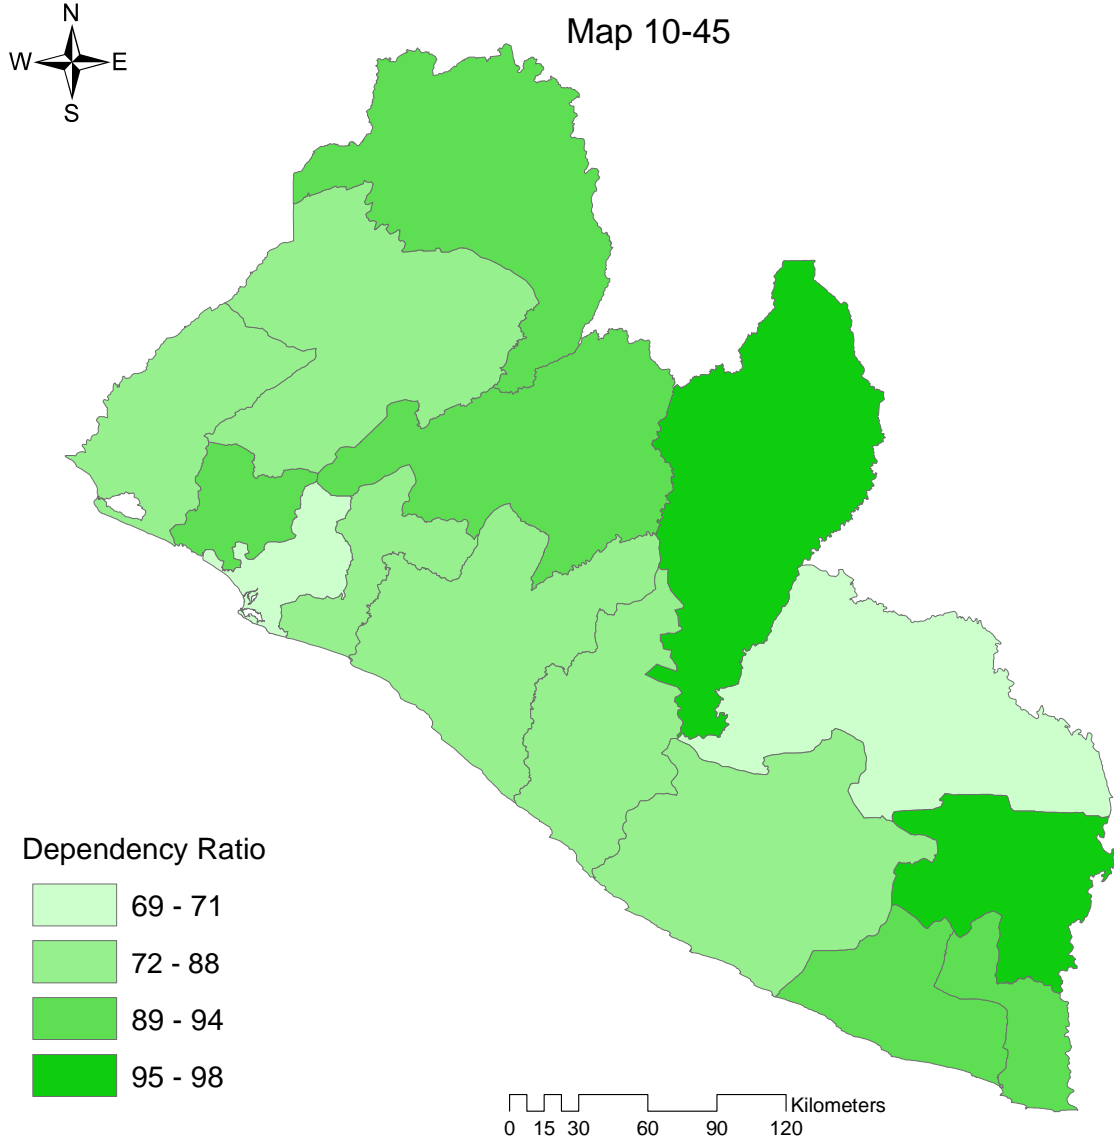 N
Map 10-45
W E
S
Dependency Ratio
69 - 71
72 - 88
89 - 94
95 - 98
Kilometers
0 15 30 60 90 120